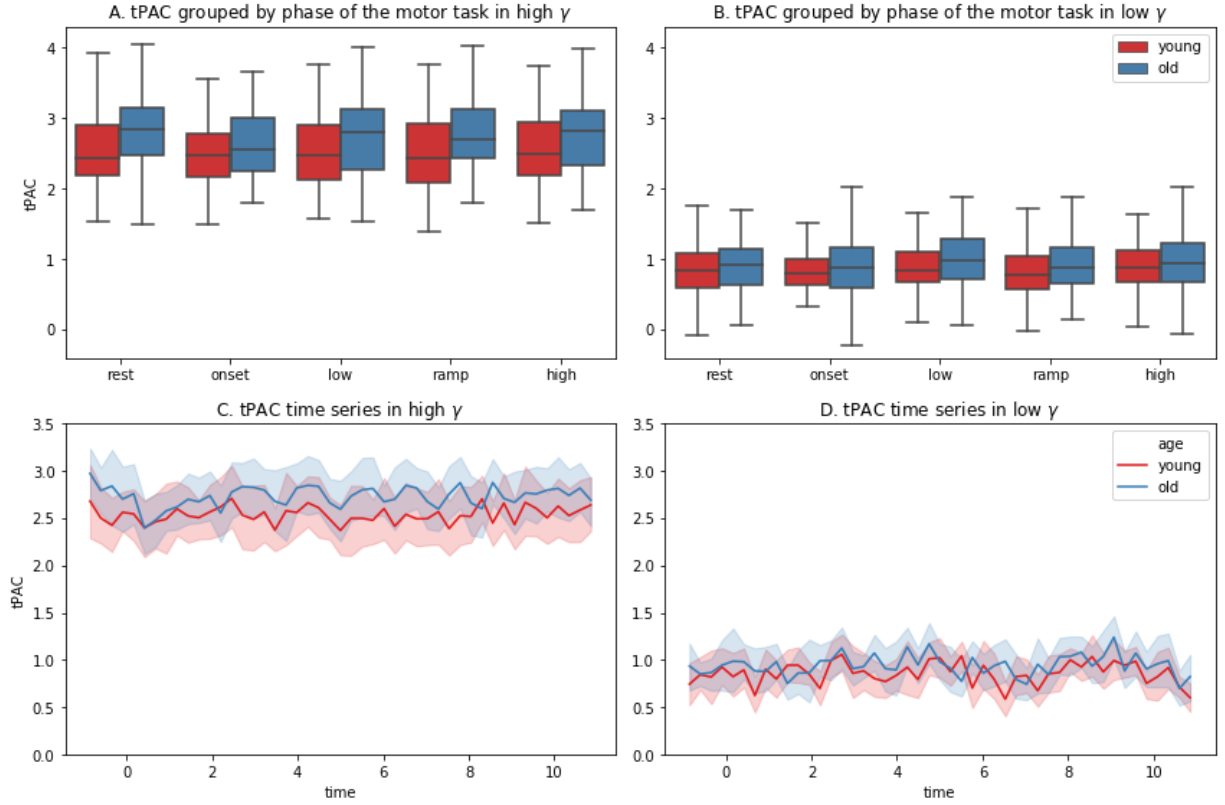 A. tPAC grouped by phase of the motor task in high γ
tPAC
4
3
2
1
0
rest onset low ramp high
B. tPAC grouped by phase of the motor task in low γ
young
old
4
3
2
1
0
rest onset low ramp high
C. tPAC time series in high γ
tPAC
3.5
3.0
2.5
2.0
1.5
1.0
0.5
0.0
0 2 4 6 8 10
time
D. tPAC time series in low γ
age
young
old
3.5
3.0
2.5
2.0
1.5
1.0
0.5
0.0
0 2 4 6 8 10
time